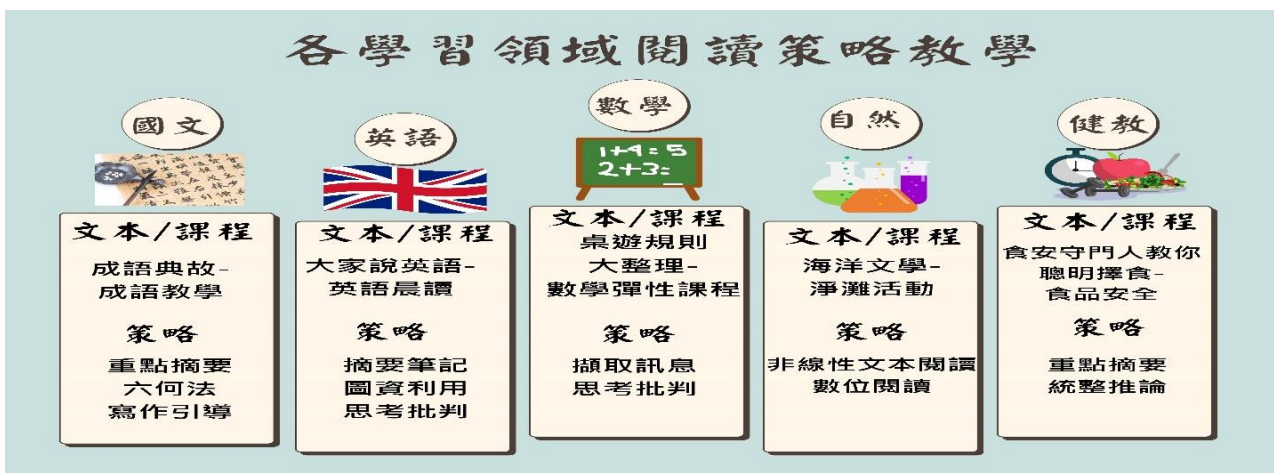 各學習領域閱讀策略教學
國文
文本/課程
成語典故-
成語教學
策略
重點摘要
六何法
寫作引導
英語
文本/課程
大家說英語-
英語晨讀
策略
摘要筆記
圖資利用
思考批判
數學
1+4=5
2+3=
文本/課程
桌遊規則
大整理-
數學彈性課程
策略
擷取訊息
思考批判
自然
文本/課程
海洋文學-
淨灘活動
策略
非線性文本閱讀
數位閱讀
健教
文本/課程
食安守門人教你
聰明擇食-
食品安全
策略
重點摘要
統整推論